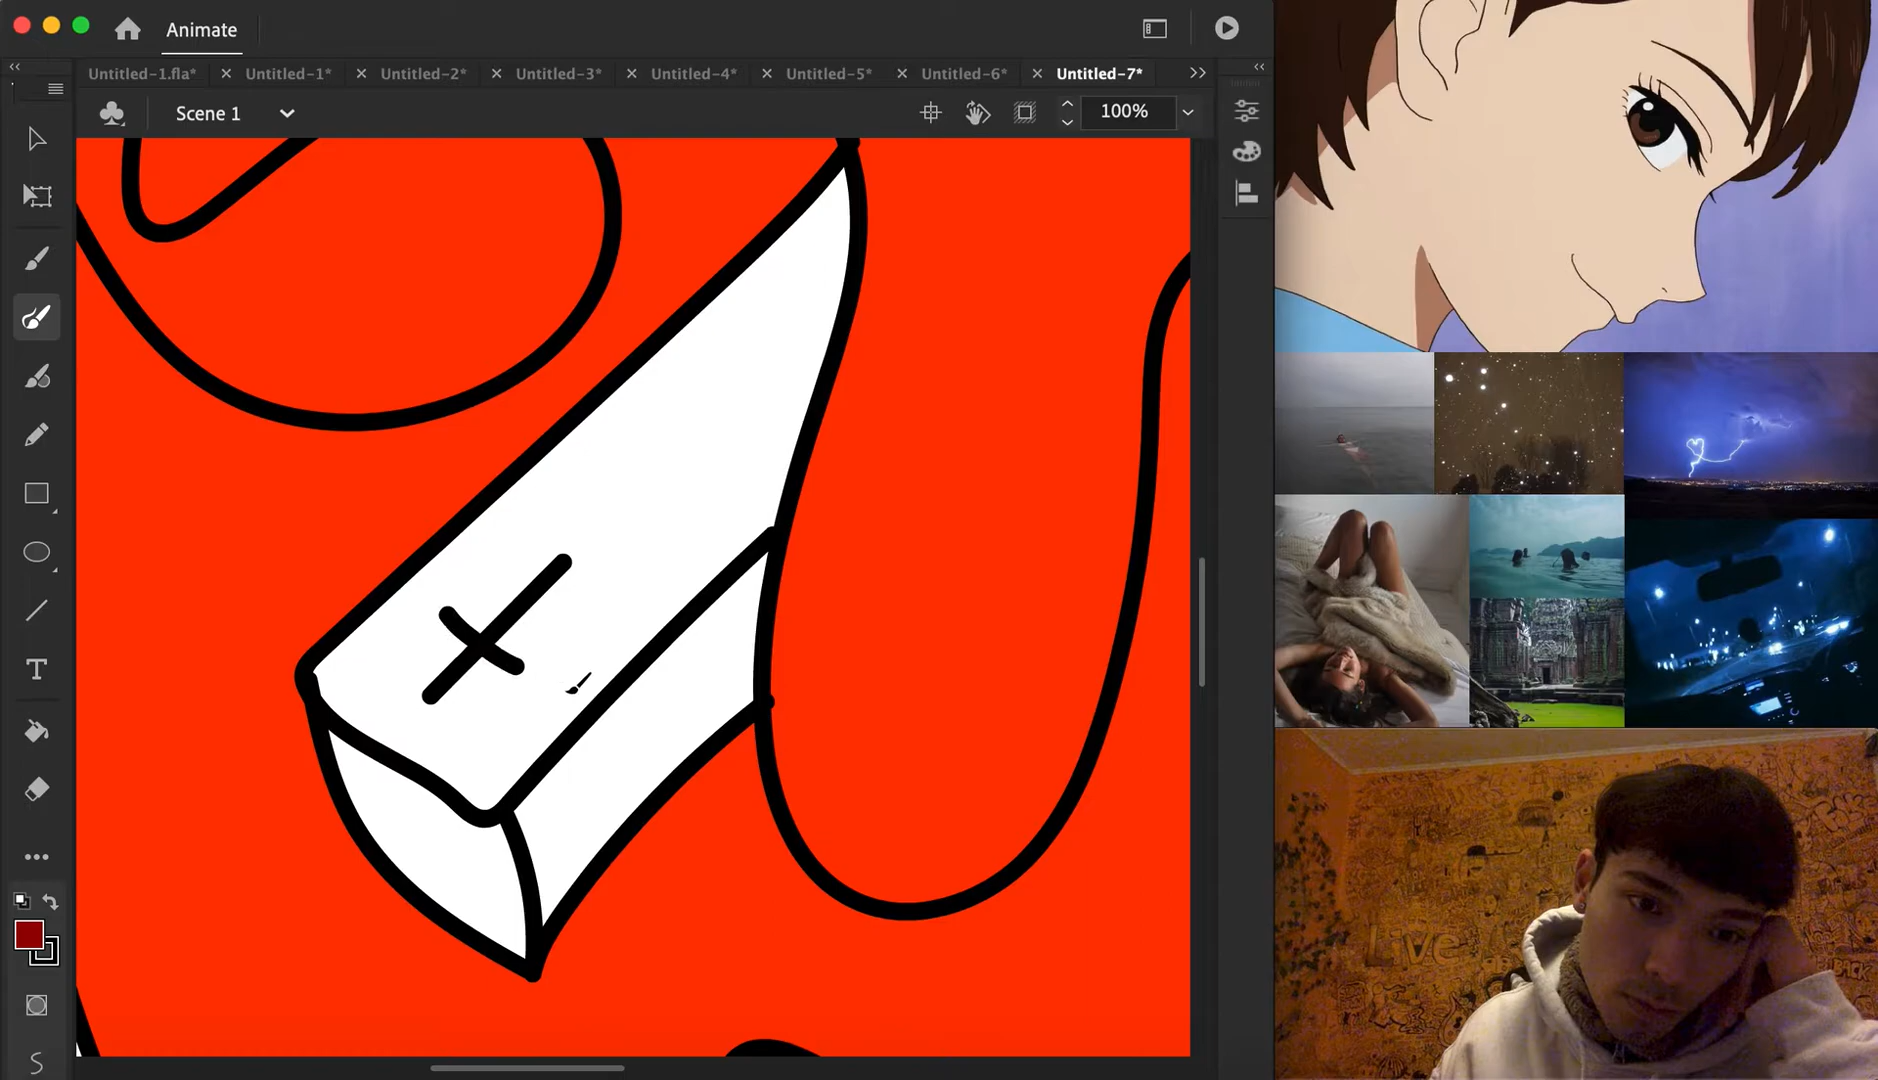 Animate
Untitled-1.fla* Untitled-1* Untitled-2* Untitled-3* Untitled-4* Untitled-5* Untitled-6* Untitled-7*
Scene 1
100%
T
Live
BACK